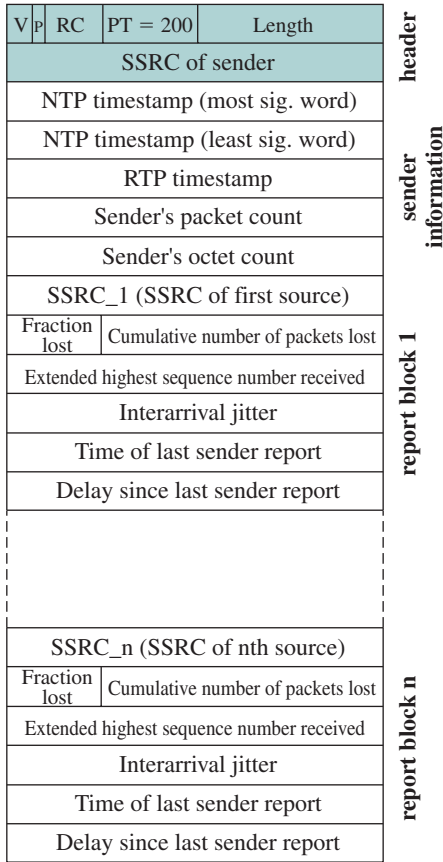 V P RC PT = 200 Length
SSRC of sender
header
NTP timestamp (most sig. word)
NTP timestamp (least sig. word)
RTP timestamp
Sender's packet count
Sender's octet count
sender
information
SSRC_1 (SSRC of first source)
Fraction
lost
Cumulative number of packets lost
Extended highest sequence number received
Interarrival jitter
Time of last sender report
Delay since last sender report
report block 1
SSRC_n (SSRC of nth source)
Fraction
lost
Cumulative number of packets lost
Extended highest sequence number received
Interarrival jitter
Time of last sender report
Delay since last sender report
report block n